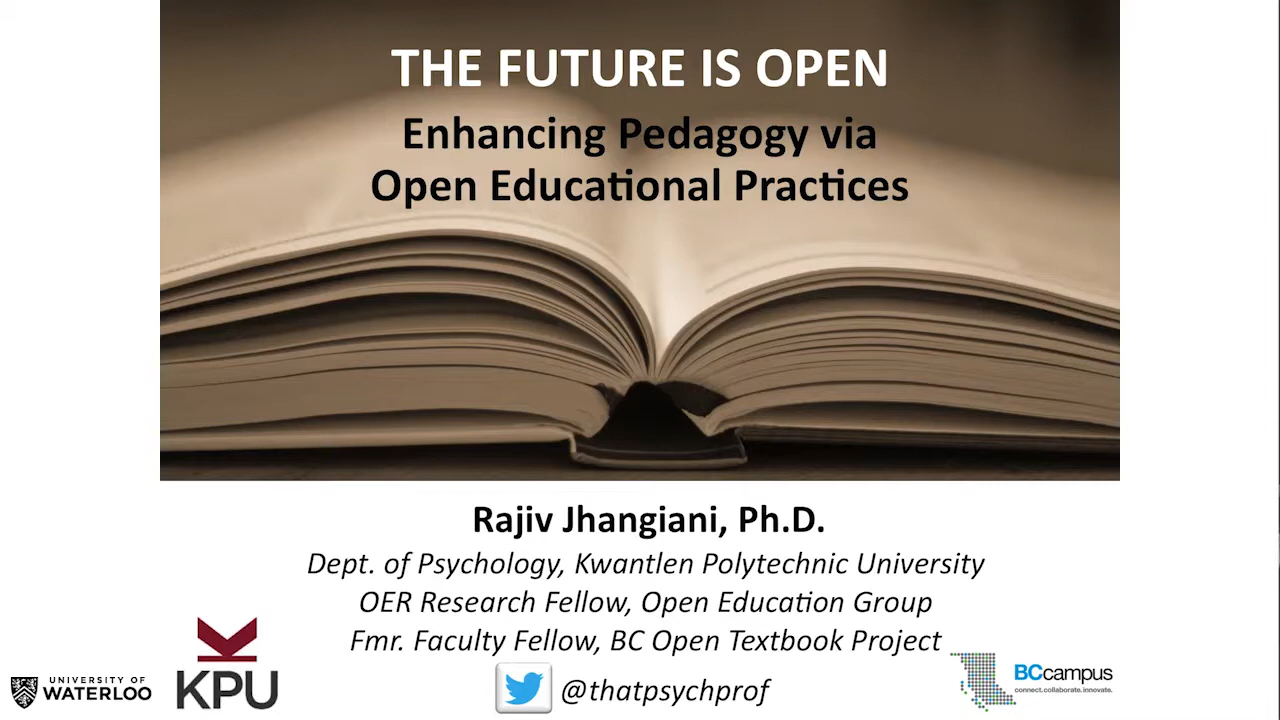 THE FUTURE IS OPEN
Enhancing Pedagogy via
Open Educational Practices
Rajiv Jhangiani, Ph.D.
Dept. of Psychology, Kwantlen Polytechnic University
OER Research Fellow, Open Education Group
Fmr. Faculty Fellow, BC Open Textbook Project
UNIVERSITY OF
WATERLOO
KPU
@thatpsychprof
BCcampus
connect.collaborate.innovate.